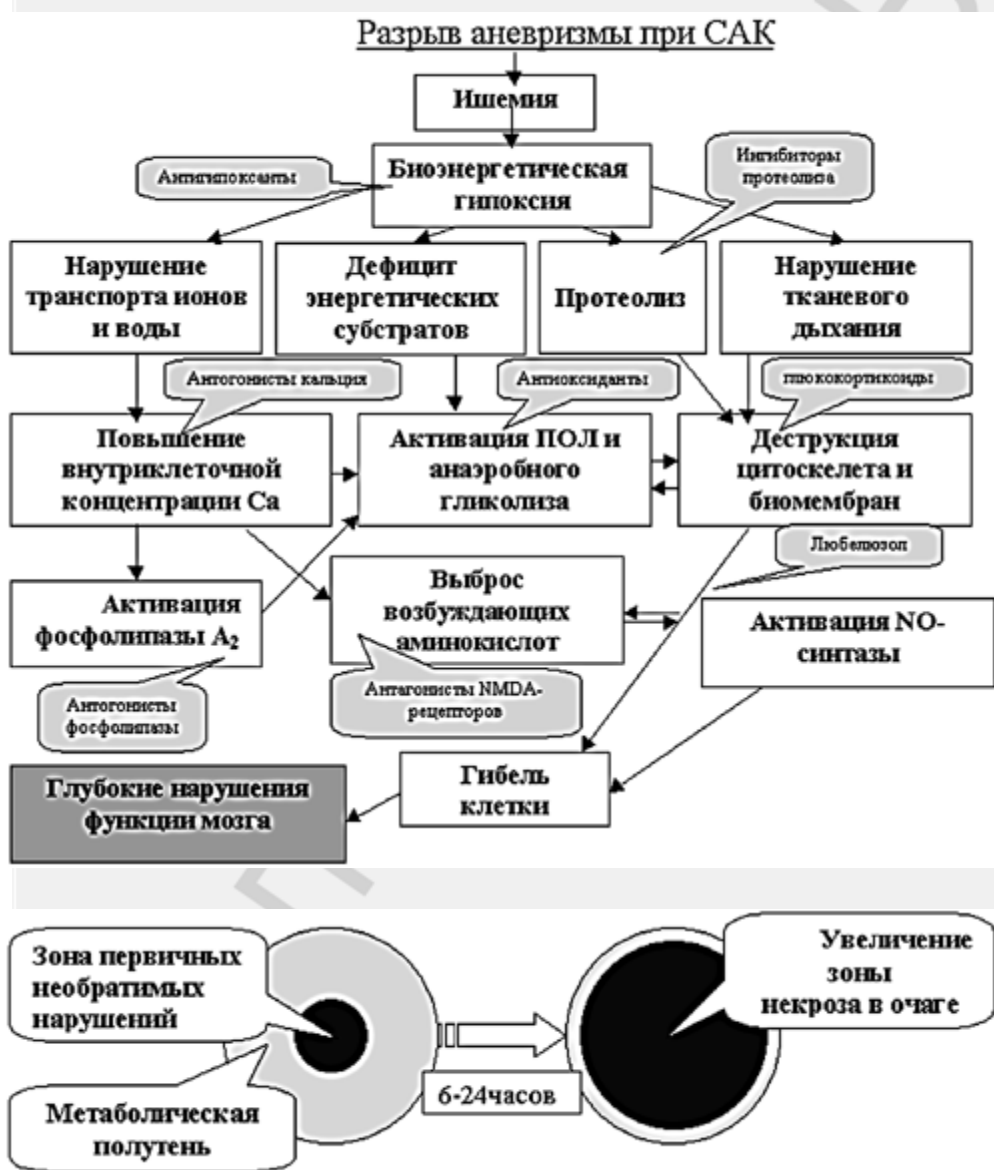 Разрыв аневризмы при САК
Ишемия
Биоэнергетическая
гипоксия
Антигипоксанты
Ингибиторы
протеолиза
Нарушение
транспорта ионов
и воды
Дефицит
энергетических
субстратов
Протеолиз
Нарушение
тканевого
дыхания
Антогонисты кальция
Антиоксиданты
глюкокортикоиды
Повышение
внутриклеточной
концентрации Ca
Активация ПОЛ и
анаэробного
гликолиза
Деструкция
цитоскелета и
биомембран
Любелюзол
Активация
фосфолипазы A2
Выброс
возбуждающих
аминокислот
Активация NO-
синтазы
Антогонисты
фосфолипазы
Антагонисты NMDA-
рецепторов
Гибель
клетки
Глубокие нарушения
функции мозга
Зона первичных
необратимых
нарушений
Увеличение
зоны
некроза в очаге
6-24часов
Метаболическая
полутень